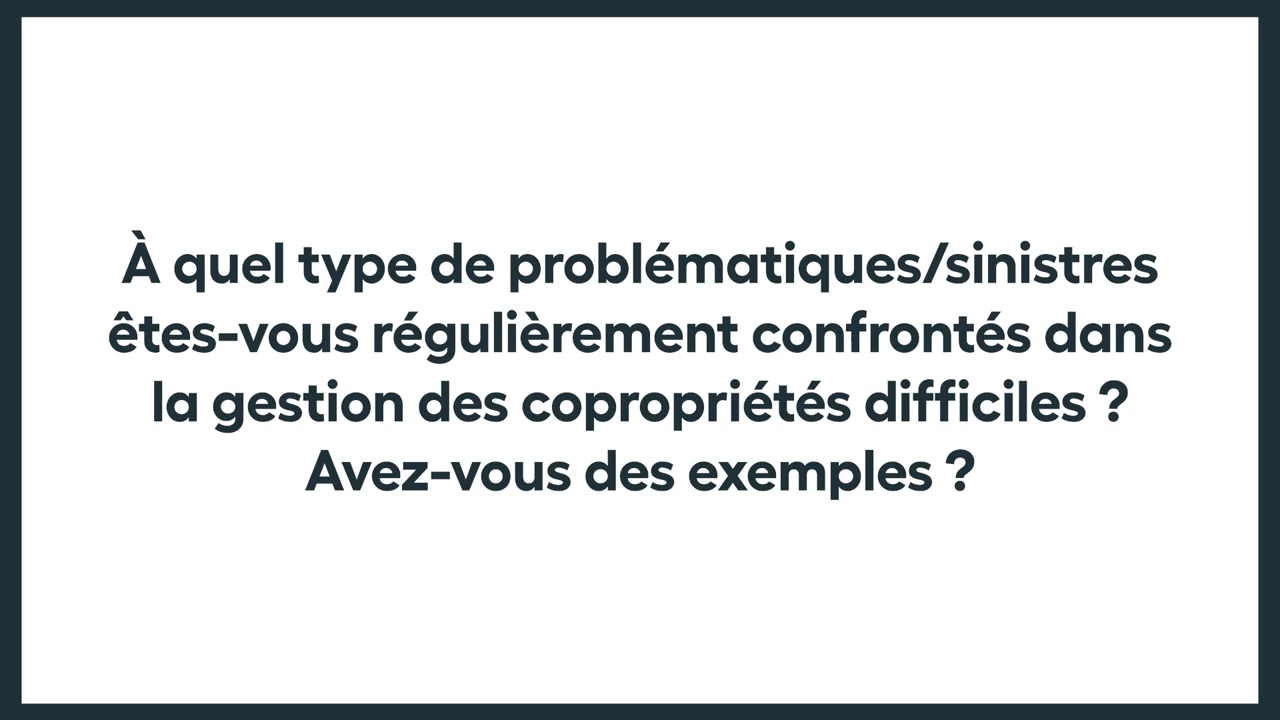 À quel type de problématiques/sinistres
êtes-vous régulièrement confrontés dans
la gestion des copropriétés difficiles ?
Avez-vous des exemples ?